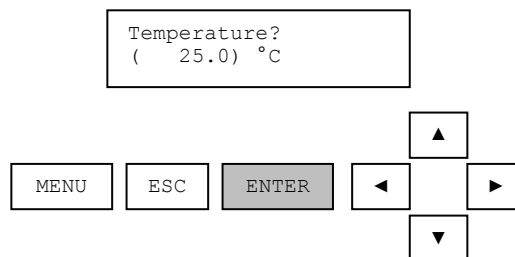 Temperature?
(   25.0) °C
▲
MENU ESC ENTER ◄ ►
▼